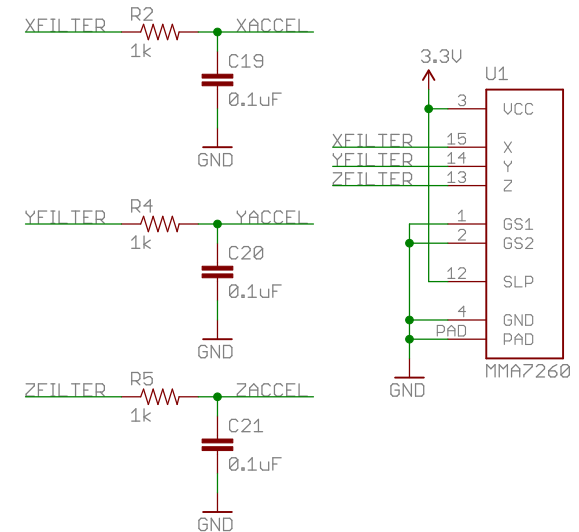 R2
XFILTER XACCEL
1k
C19
0.1uF
GND
R4
YFILTER YACCEL
1k
C20
0.1uF
GND
R5
ZFILTER ZACCEL
1k
C21
0.1uF
GND
3.3V
U1
3 VCC
XFILTER 15 X
YFILTER 14 Y
ZFILTER 13 Z
1 GS1
2 GS2
12 SLP
4 GND
PAD PAD
GND
MMA7260